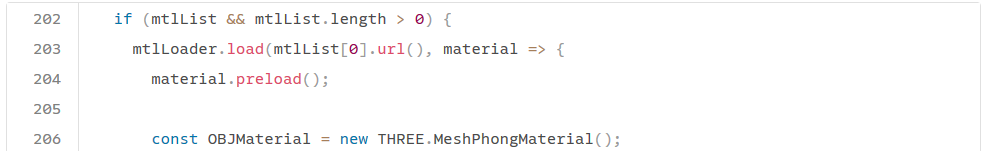 202 if (mtlList && mtlList.length > 0) {
203 mtlLoader.load(mtlList[0].url(), material => {
204 material.preload();
205
206 const OBJMaterial = new THREE.MeshPhongMaterial();